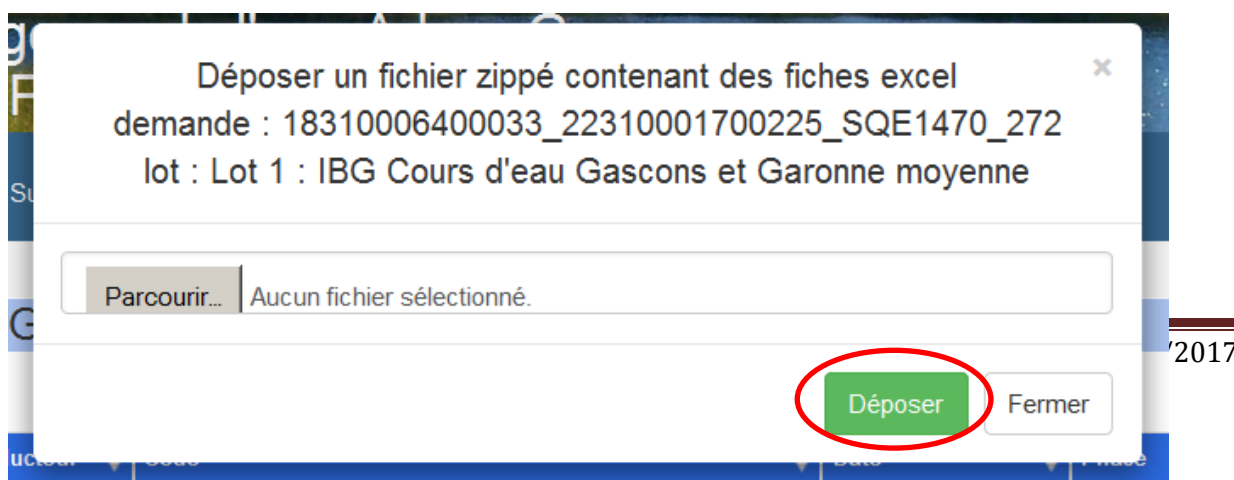 Déposer un fichier zippé contenant des fiches excel
×
demande : 18310006400033_22310001700225_SQE1470_272
lot : Lot 1 : IBG Cours d'eau Gascons et Garonne moyenne
Parcourir... Aucun fichier sélectionné.
/2017
Déposer Fermer